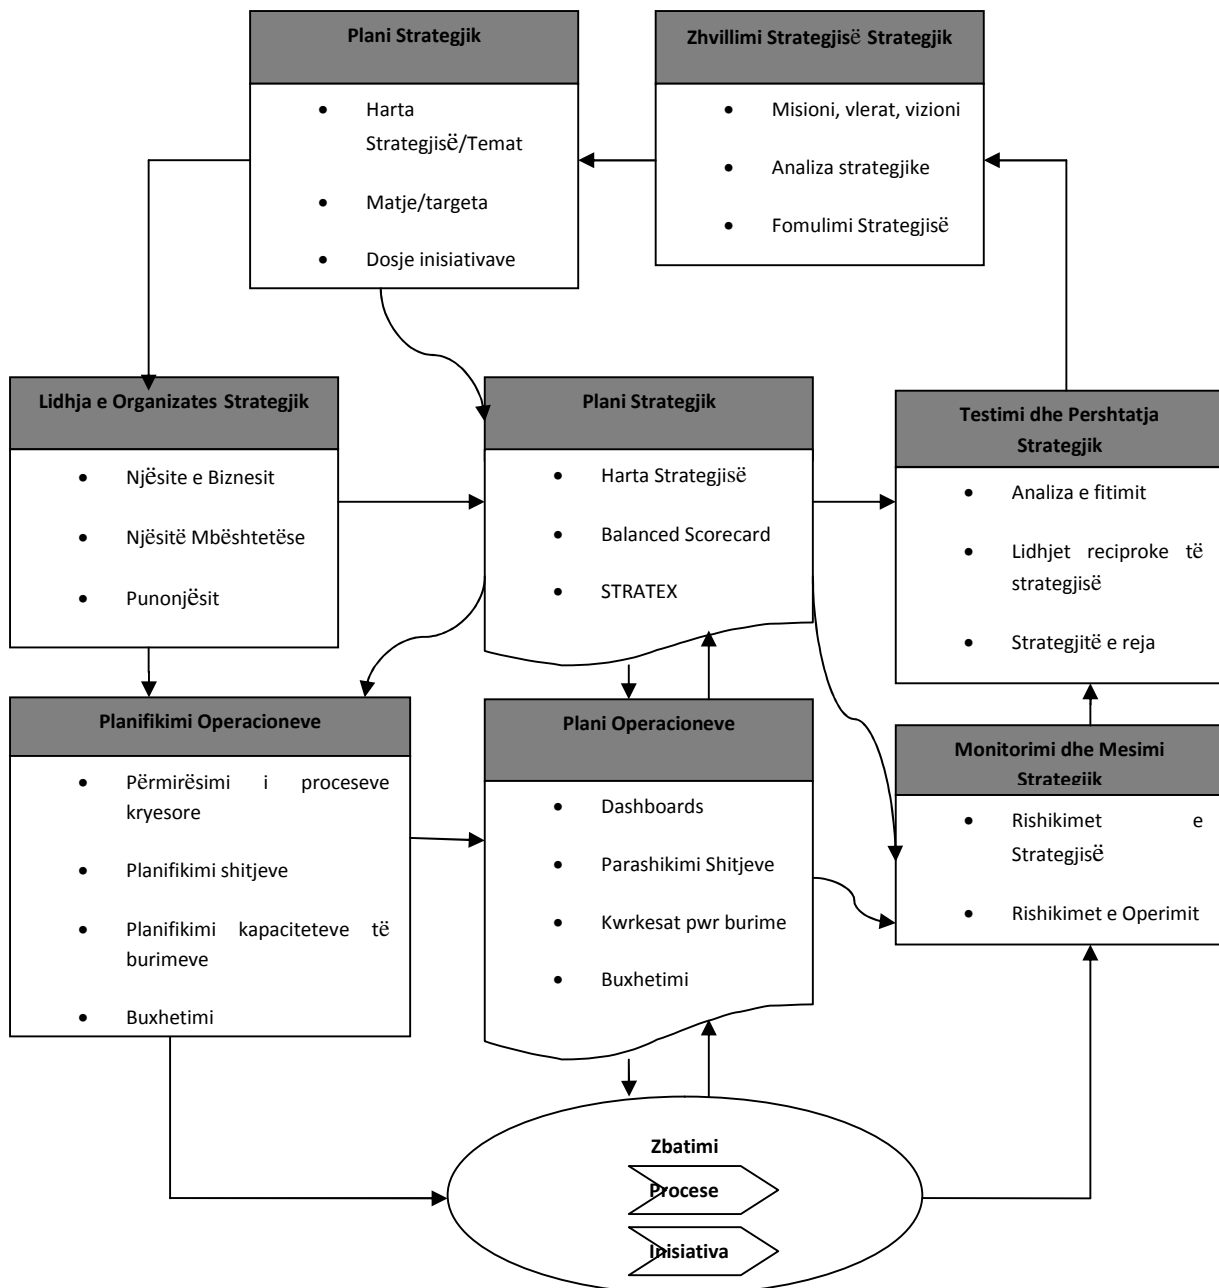 Plani Strategjik
• Harta
Strategjisë/Temat
• Matje/targeta
• Dosje inisiativave
Zhvillimi Strategjisë Strategjik
• Misioni, vlerat, vizioni
• Analiza strategjike
• Fomulimi Strategjisë
Lidhja e Organizates Strategjik
• Njësite e Biznesit
• Njësitë Mbështetëse
• Punonjësit
Plani Strategjik
• Harta Strategjisë
• Balanced Scorecard
• STRATEX
Testimi dhe Pershtatja
Strategjik
• Analiza e fitimit
• Lidhjet reciproke të
strategjisë
• Strategjitë e reja
Planifikimi Operacioneve
• Përmirësimi i proseseve
kryesore
• Planifikimi shitjeve
• Planifikimi kapaciteteve të
burimeve
• Buxhetimi
Plani Operacioneve
• Dashboards
• Parashikimi Shitjeve
• Kwrkesat pwr burime
• Buxhetimi
Monitorimi dhe Mesimi
Strategjik
• Rishikimet e
Strategjisë
• Rishikimet e Operimit
Zbatimi
Procese
Inisiativa